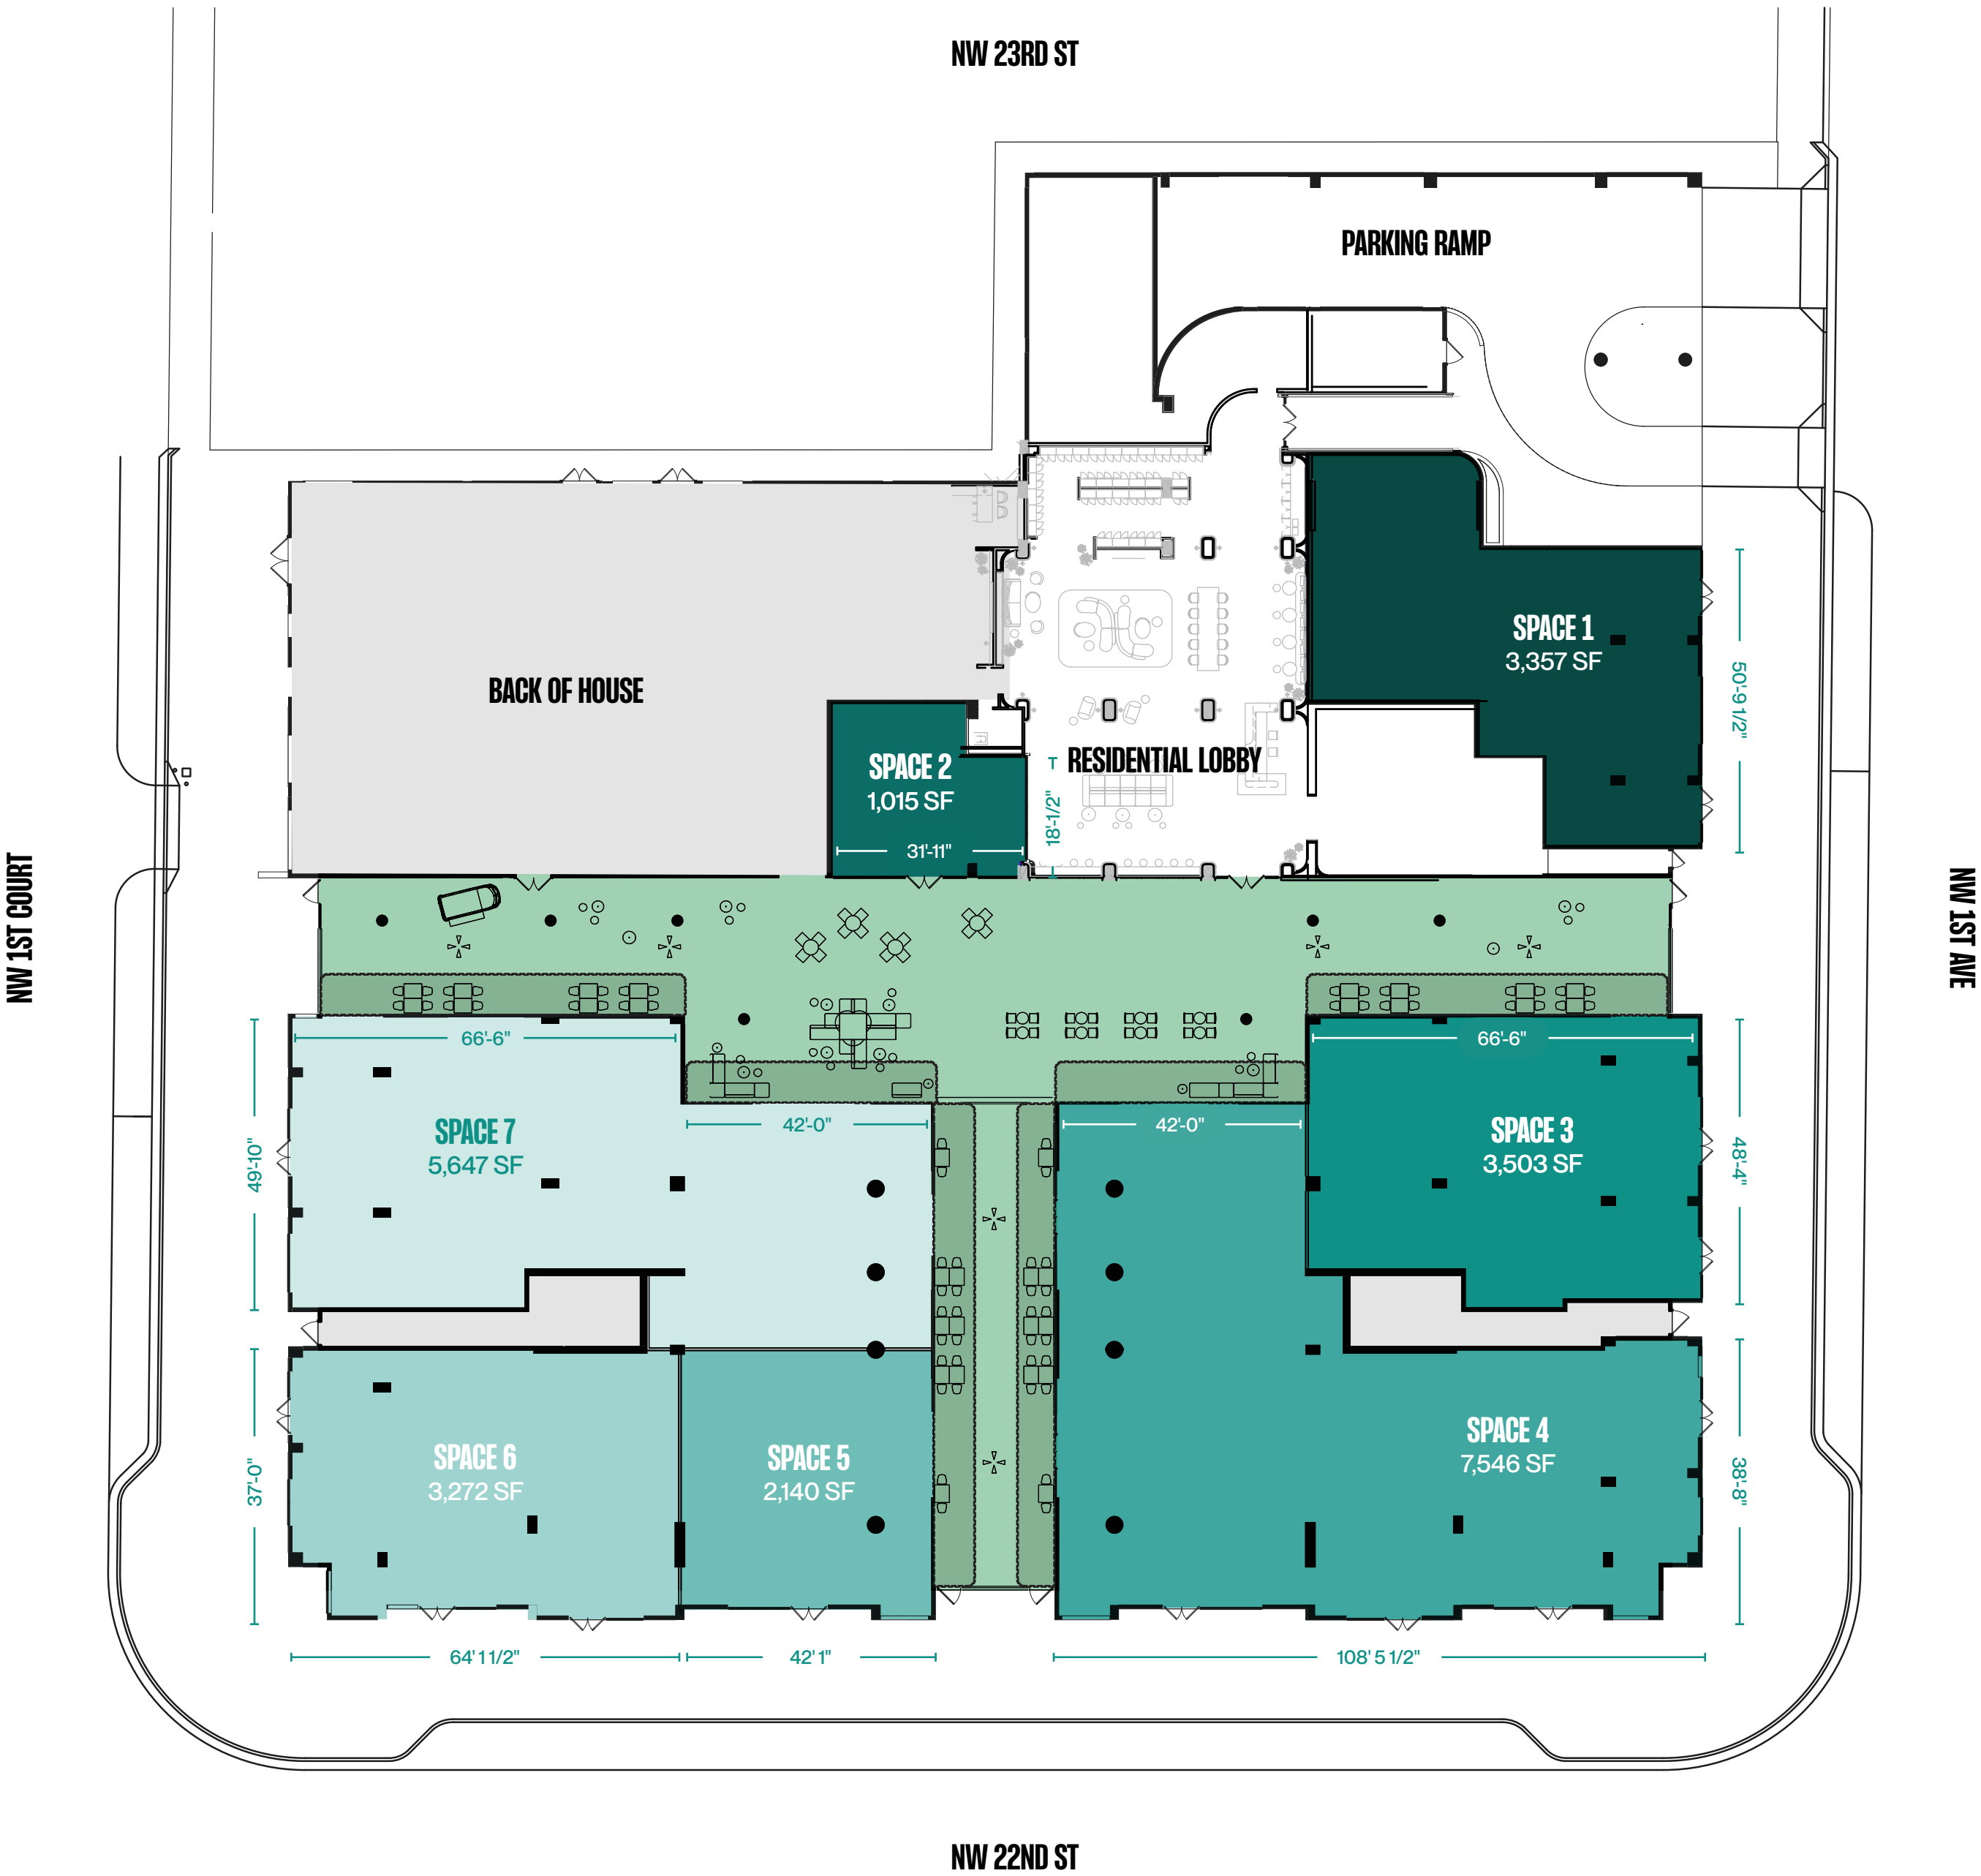 NW 23RD ST
PARKING RAMP
SPACE 1
3,357 SF
50'-9 1/2"
BACK OF HOUSE
SPACE 2
1,015 SF
31'-11"
RESIDENTIAL LOBBY
18'-1/2"
NW 1ST COURT
NW 1ST AVE
66'-6"
66'-6"
42'-0"
42'-0"
SPACE 7
5,647 SF
49'-10"
SPACE 3
3,503 SF
48'-4"
SPACE 6
3,272 SF
37'-0"
SPACE 5
2,140 SF
SPACE 4
7,546 SF
38'-8"
64' 1 1/2"
42' 1"
108' 5 1/2"
NW 22ND ST